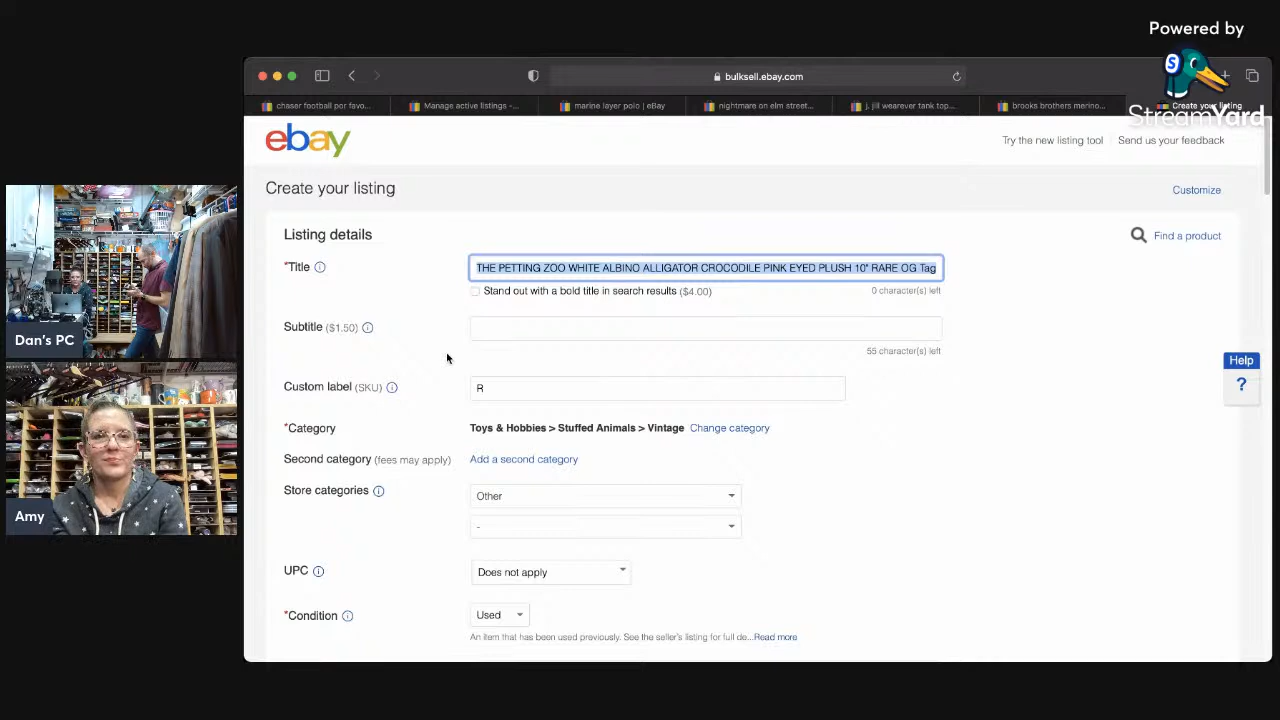 Powered by
StreamYard
bulksell.ebay.com
chaser football por favo...
Manage active listings -...
marine layer polo | eBay
nightmare on elm street...
j. jill wearever tank top...
brooks brothers merino...
Create your listing
ebay
Try the new listing tool
Send us your feedback
Create your listing
Customize
Listing details
Find a product
*Title
THE PETTING ZOO WHITE ALBINO ALLIGATOR CROCODILE PINK EYED PLUSH 10" RARE OG Tag
Stand out with a bold title in search results ($4.00)
0 character(s) left
Subtitle ($1.50)
55 character(s) left
Custom label (SKU)
R
*Category
Toys & Hobbies > Stuffed Animals > Vintage
Change category
Second category (fees may apply)
Add a second category
Store categories
Other
-
UPC
Does not apply
*Condition
Used
An item that has been used previously. See the seller's listing for full de...Read more
Help
?
Dan's PC
Amy